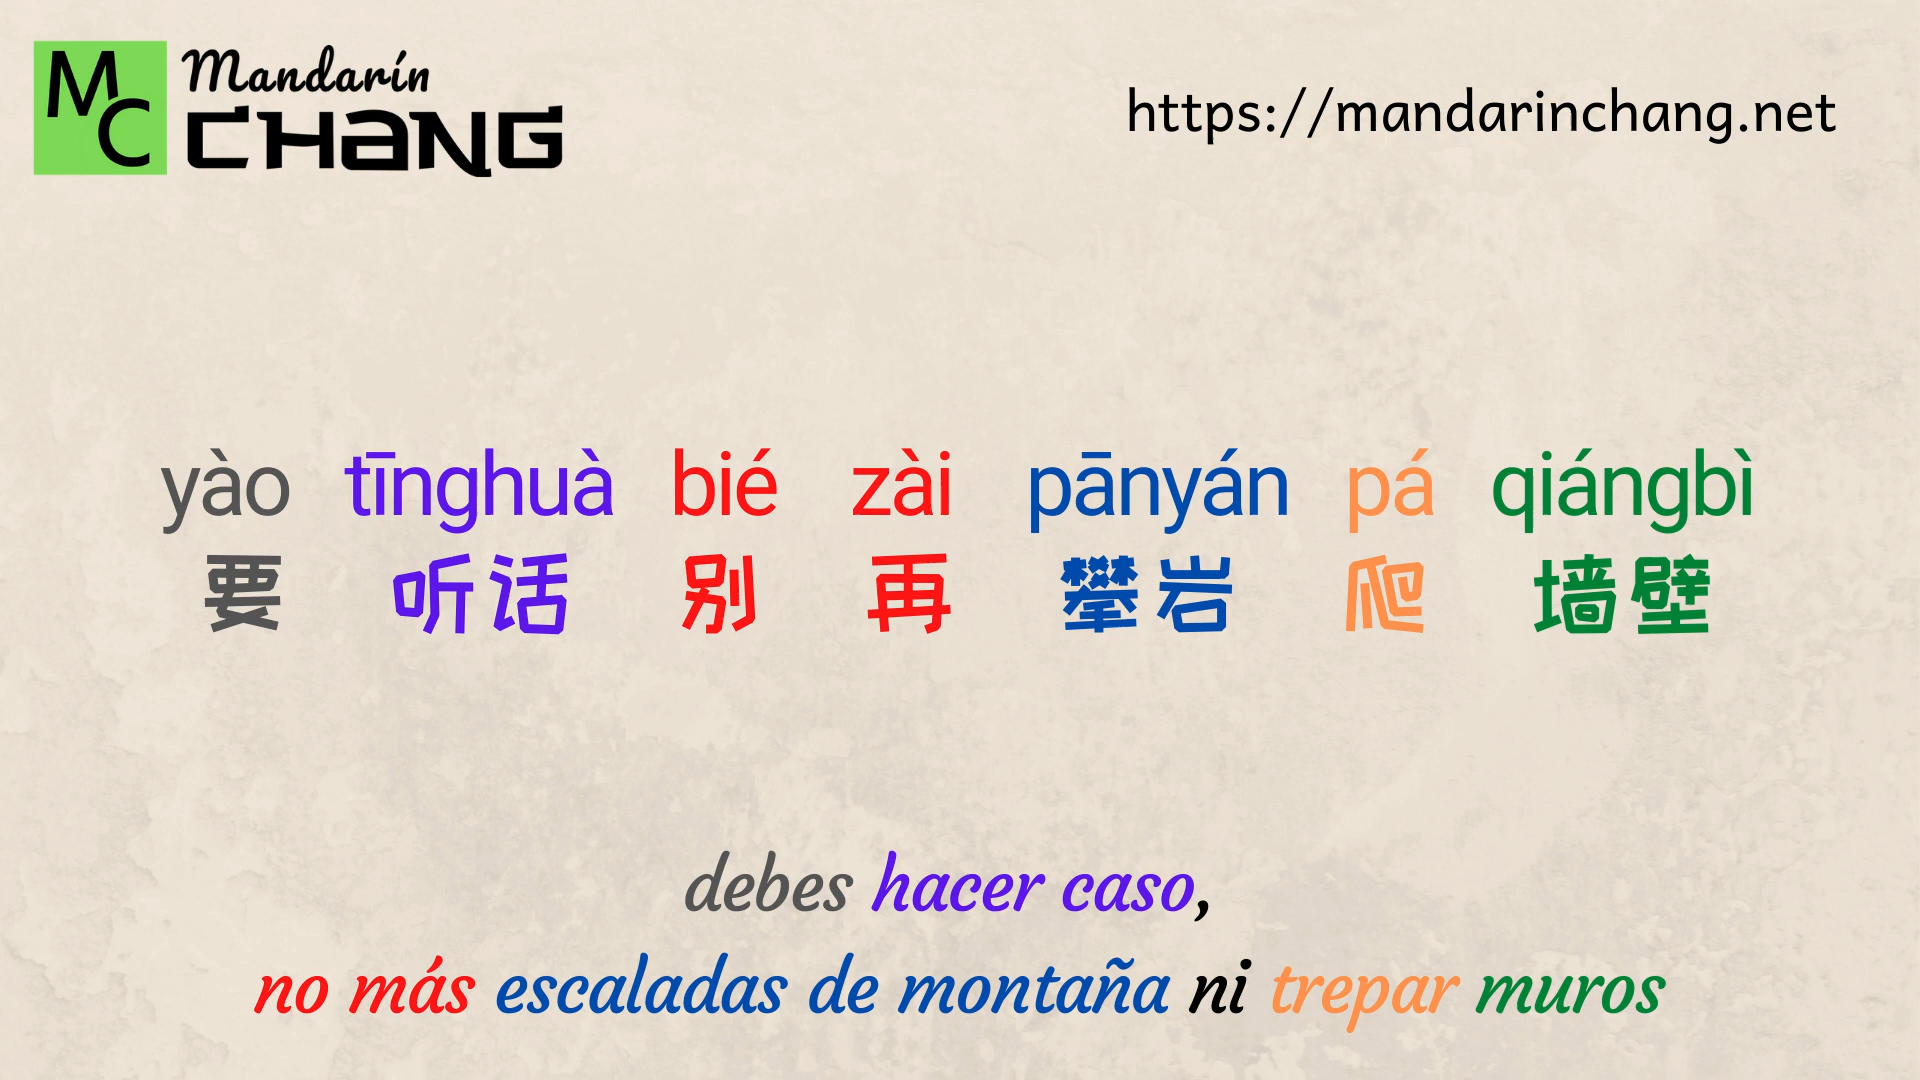 MC Mandarín
CHANG
https://mandarinchang.net
yào tīnghuà bié zài pānyán pá qiángbì
要 听话 别 再 攀岩 爬 墙壁
debes hacer caso,
no más escaladas de montaña ni trepar muros